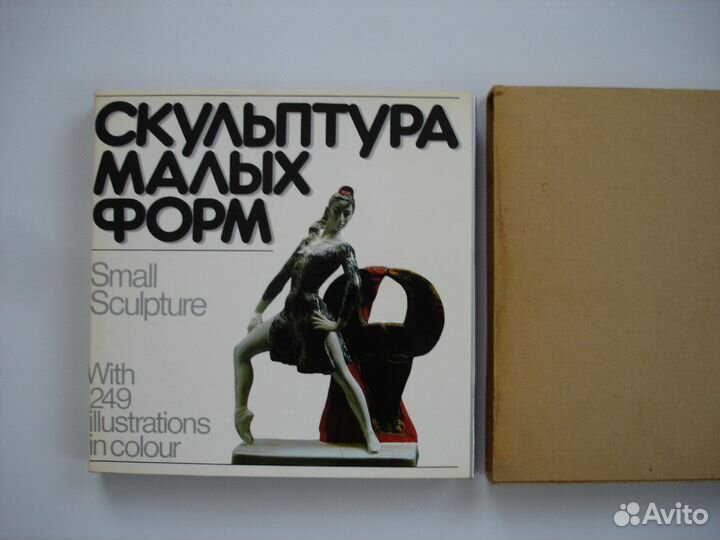 СКУЛЬПТУРА
МАЛЫХ
ФОРМ
Small
Sculpture
With
249
illustrations
in colour
Avito